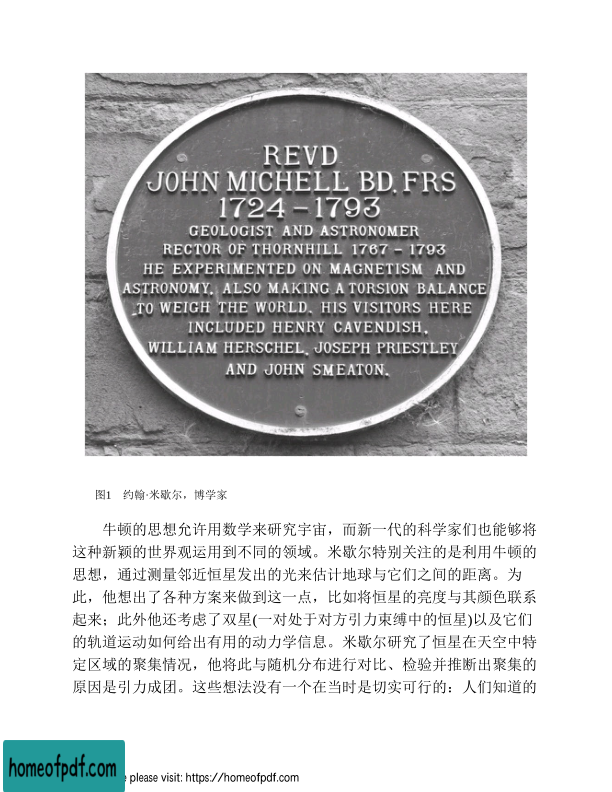 REVD
JOHN MICHELL BD, FRS
1724 – 1793
GEOLOGIST AND ASTRONOMER
RECTOR OF THORNHILL 1767 – 1793
HE EXPERIMENTED ON MAGNETISM AND
ASTRONOMY, ALSO MAKING A TORSION BALANCE
TO WEIGH THE WORLD. HIS VISITORS HERE
INCLUDED HENRY CAVENDISH,
WILLIAM HERSCHEL, JOSEPH PRIESTLEY
AND JOHN SMEATON.
图1 约翰·米歇尔，博学家
牛顿的思想允许用数学来研究宇宙，而新一代的科学家们也能够将
这种新颖的世界观运用到不同的领域。米歇尔特别关注的是利用牛顿的
思想，通过测量邻近恒星发出的光来估计地球与它们之间的距离。为
此，他想出了各种方案来做到这一点，比如将恒星的亮度与其颜色联系
起来；此外他还考虑了双星(一对处于对方引力束缚中的恒星)以及它们
的轨道运动如何给出有用的动力学信息。米歇尔研究了恒星在天空中特
定区域的聚集情况，他将此与随机分布进行对比、检验并推断出聚集的
原因是引力成团。这些想法没有一个在当时是切实可行的：人们知道的
homeofpdf.com
e please visit: https://homeofpdf.com